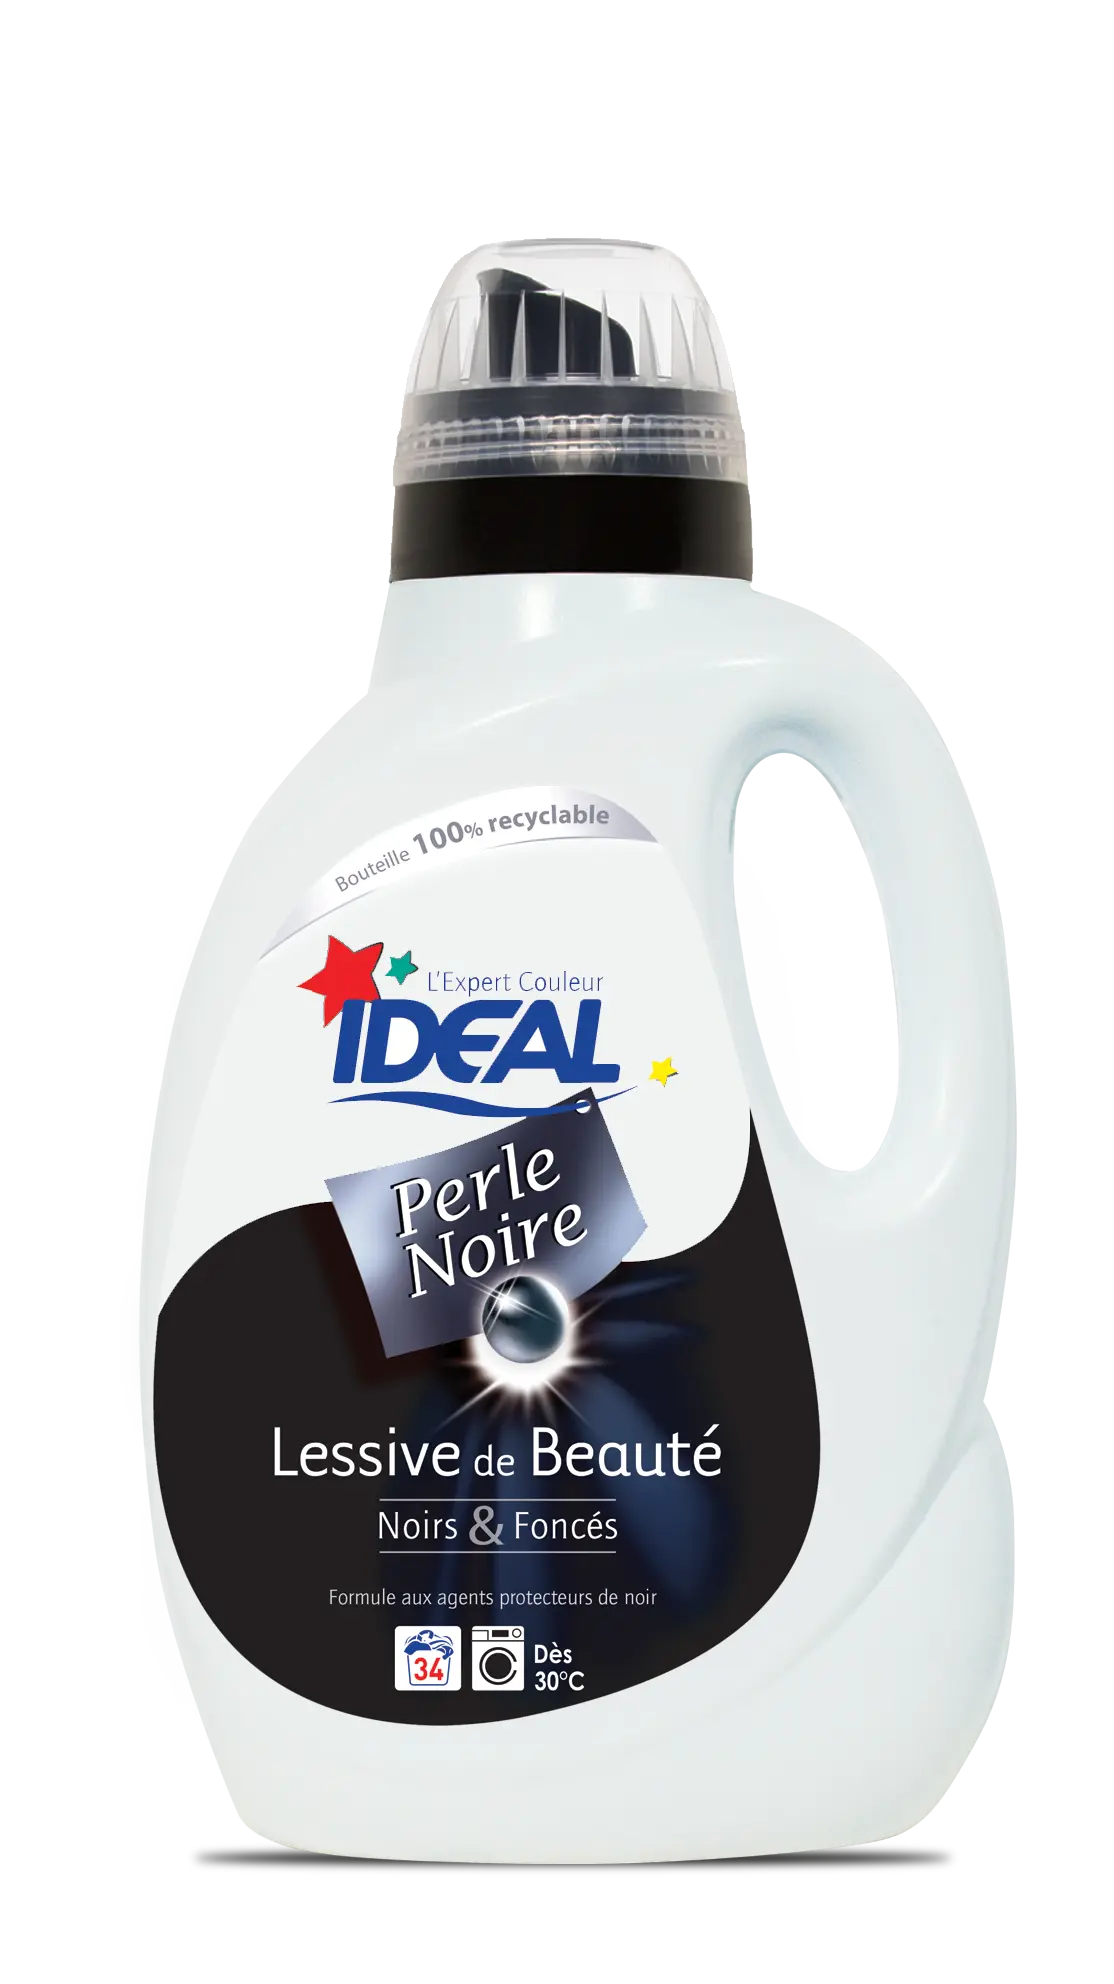 Bouteille 100% recyclable
L'Expert Couleur
IDEAL
Perle
Noire
Lessive de Beauté
Noirs & Foncés
Formule aux agents protecteurs de noir
34
Dès
30°C